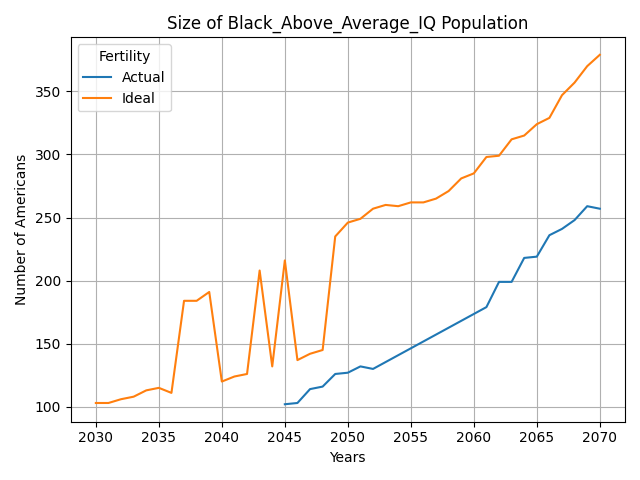 Size of Black_Above_Average_IQ Population
Fertility
Actual
Ideal
Number of Americans
350
300
250
200
150
100
2030 2035 2040 2045 2050 2055 2060 2065 2070
Years